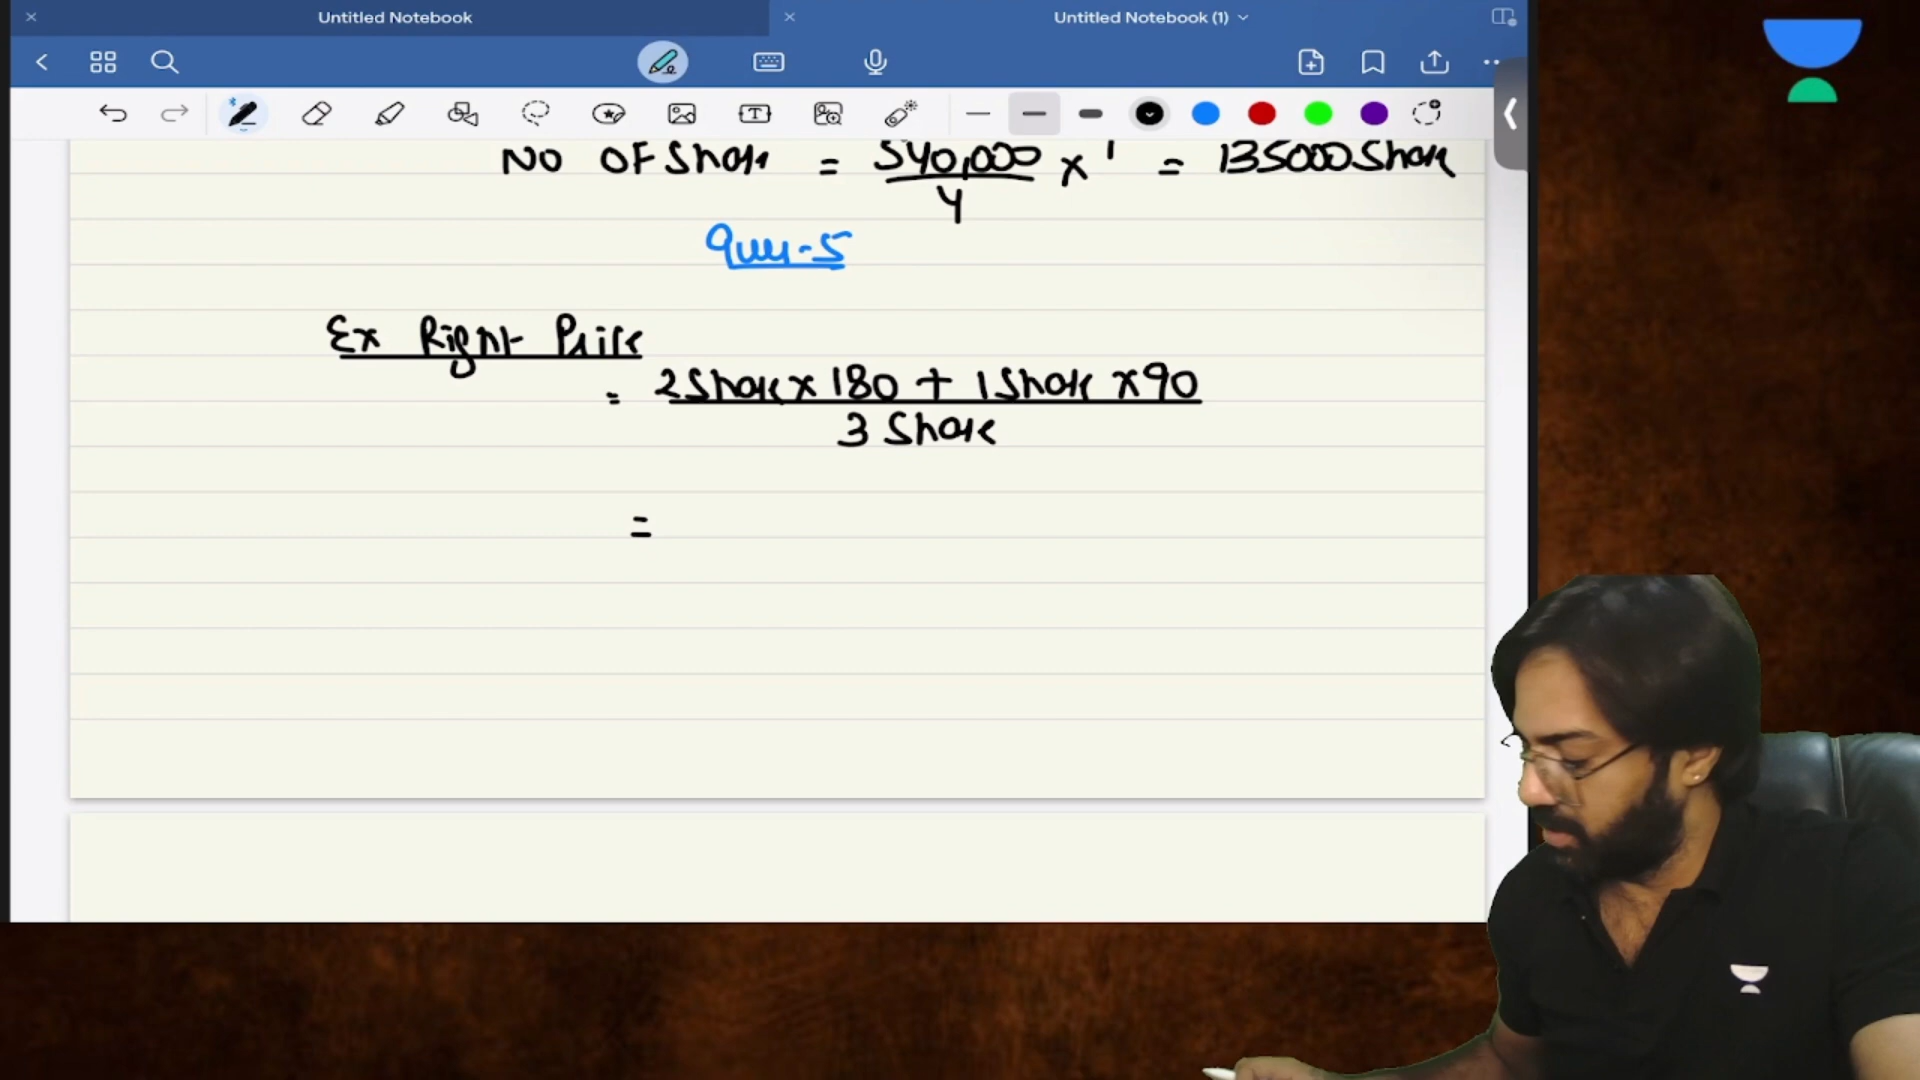 Untitled Notebook
Untitled Notebook (1)
No OF Share = 540,000 / 4 × 1 = 135000 Share
Ques-5
Ex Right Price
= 2 Share × 180 + 1 Share × 90
3 Share
=